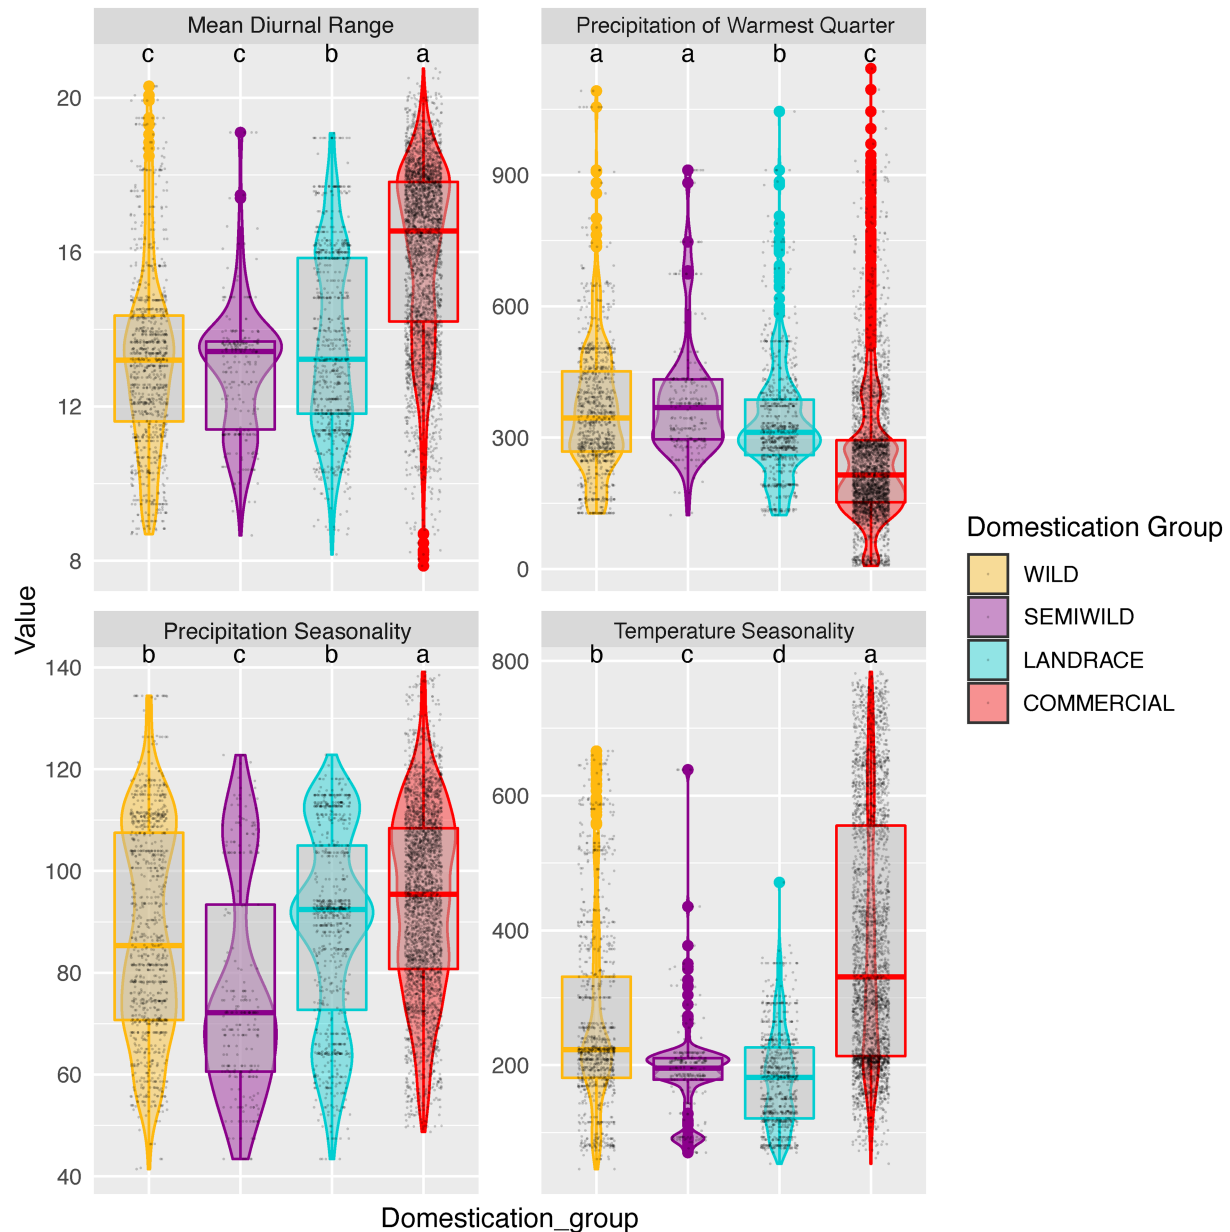 Mean Diurnal Range
c c b a
20
16
12
8
Precipitation of Warmest Quarter
a a b c
900
600
300
0
Value
Precipitation Seasonality
b c b a
140
120
100
80
60
40
Temperature Seasonality
b c d a
800
600
400
200
Domestication_group
Domestication Group
WILD
SEMIWILD
LANDRACE
COMMERCIAL